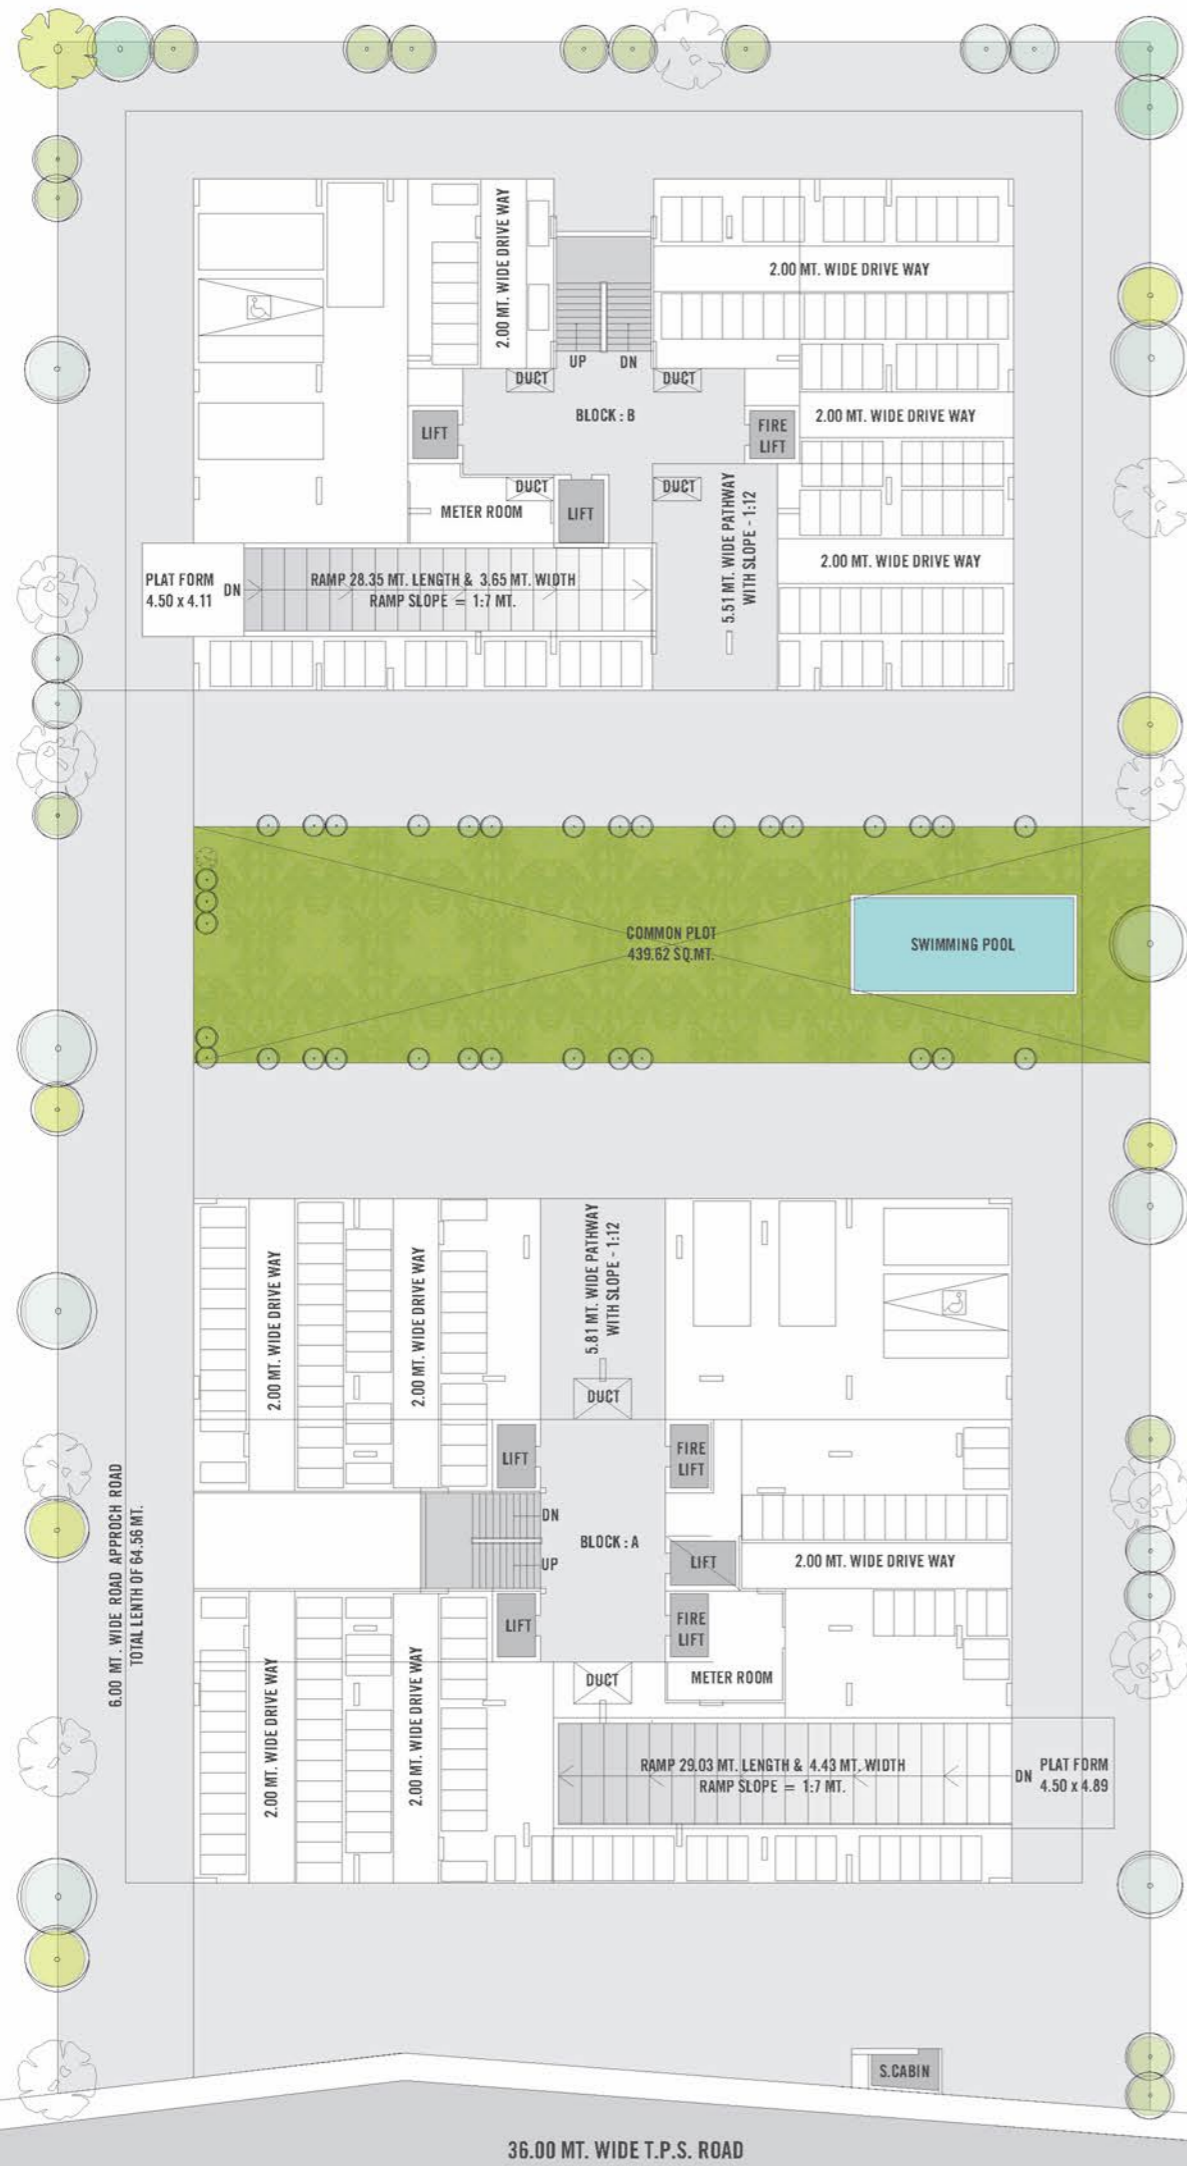 2.00 MT. WIDE DRIVE WAY
2.00 MT. WIDE DRIVE WAY
UP
DN
DUCT
DUCT
BLOCK : B
2.00 MT. WIDE DRIVE WAY
LIFT
FIRE
LIFT
DUCT
DUCT
METER ROOM
LIFT
5.51 MT. WIDE PATHWAY
WITH SLOPE - 1:12
2.00 MT. WIDE DRIVE WAY
PLAT FORM
4.50 x 4.11
DN
RAMP 28.35 MT. LENGTH & 3.65 MT. WIDTH
RAMP SLOPE = 1:7 MT.
COMMON PLOT
439.62 SQ.MT.
SWIMMING POOL
2.00 MT. WIDE DRIVE WAY
2.00 MT. WIDE DRIVE WAY
5.81 MT. WIDE PATHWAY
WITH SLOPE - 1:12
DUCT
LIFT
FIRE
LIFT
6.00 MT. WIDE ROAD APPROCH ROAD
TOTAL LENTH OF 64.56 MT.
DN
BLOCK : A
UP
LIFT
2.00 MT. WIDE DRIVE WAY
LIFT
FIRE
LIFT
DUCT
METER ROOM
2.00 MT. WIDE DRIVE WAY
2.00 MT. WIDE DRIVE WAY
RAMP 29.03 MT. LENGTH & 4.43 MT. WIDTH
RAMP SLOPE = 1:7 MT.
DN
PLAT FORM
4.50 x 4.89
S.CABIN
36.00 MT. WIDE T.P.S. ROAD